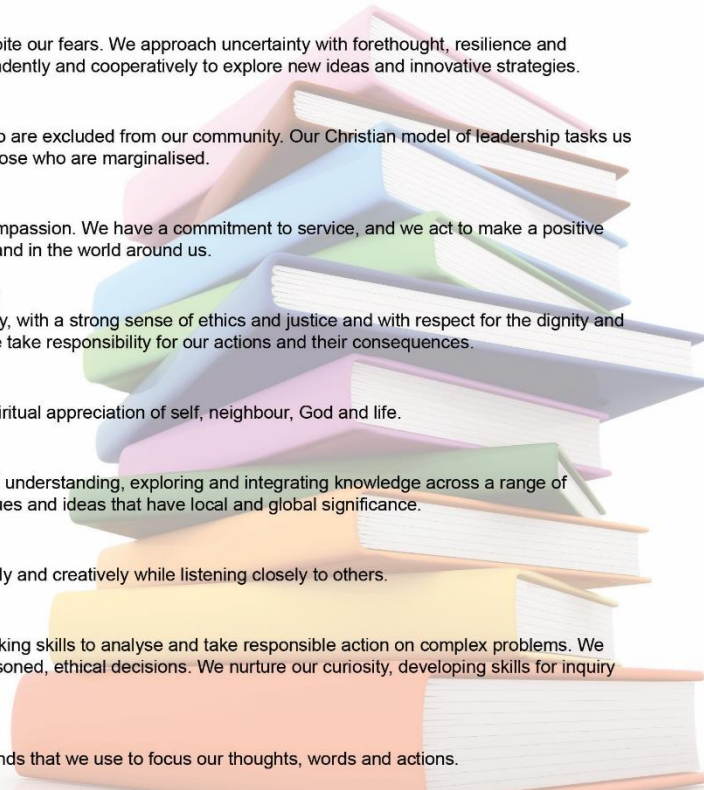 ite our fears. We approach uncertainty with forethought, resilience and
dently and cooperatively to explore new ideas and innovative strategies.
are excluded from our community. Our Christian model of leadership tasks us
ose who are marginalised.
mpassion. We have a commitment to service, and we act to make a positive
and in the world around us.
y, with a strong sense of ethics and justice and with respect for the dignity and
take responsibility for our actions and their consequences.
iritual appreciation of self, neighbour, God and life.
understanding, exploring and integrating knowledge across a range of
ues and ideas that have local and global significance.
ly and creatively while listening closely to others.
king skills to analyse and take responsible action on complex problems. We
soned, ethical decisions. We nurture our curiosity, developing skills for inquiry
nds that we use to focus our thoughts, words and actions.